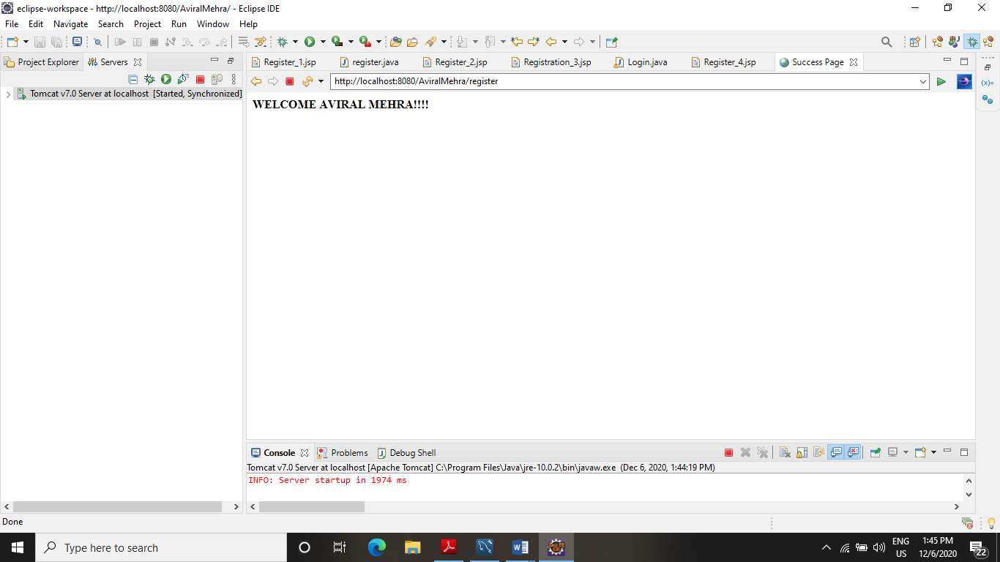 eclipse-workspace - http://localhost:8080/AviralMehra/ - Eclipse IDE
File Edit Navigate Search Project Run Window Help
Project Explorer Servers
Register_1.jsp register.java Register_2.jsp Registration_3.jsp Login.java Register_4.jsp Success Page
http://localhost:8080/AviralMehra/register
(x)=
Tomcat v7.0 Server at localhost [Started, Synchronized]
WELCOME AVIRAL MEHRA!!!!
Console Problems Debug Shell
Tomcat v7.0 Server at localhost [Apache Tomcat] C:\Program Files\Java\jre-10.0.2\bin\javaw.exe (Dec 6, 2020, 1:44:19 PM)
INFO: Server startup in 1974 ms
Done
Type here to search
ENG
US
1:45 PM
12/6/2020
22